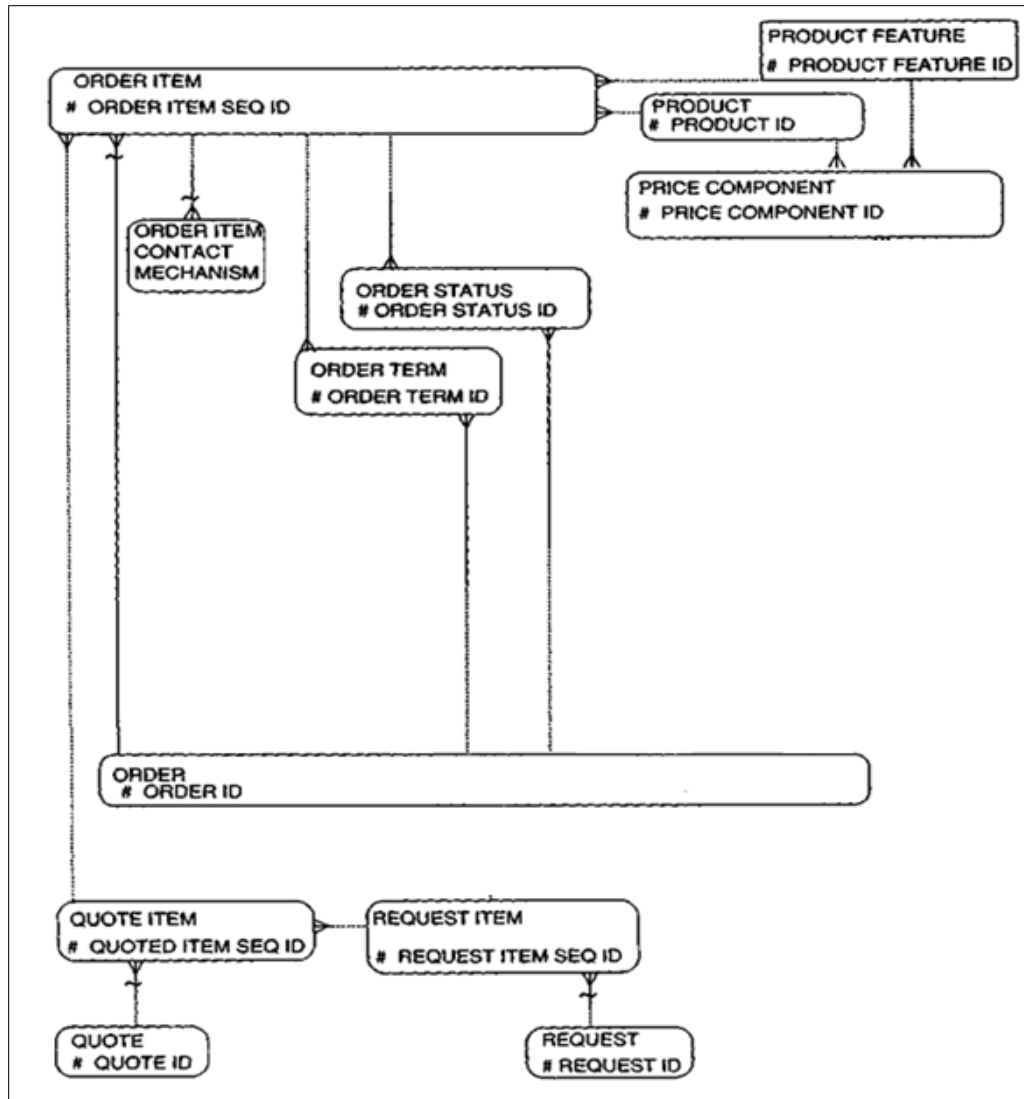 PRODUCT FEATURE
# PRODUCT FEATURE ID
ORDER ITEM
# ORDER ITEM SEQ ID
PRODUCT
# PRODUCT ID
PRICE COMPONENT
# PRICE COMPONENT ID
ORDER ITEM
CONTACT
MECHANISM
ORDER STATUS
# ORDER STATUS ID
ORDER TERM
# ORDER TERM ID
ORDER
# ORDER ID
QUOTE ITEM
# QUOTED ITEM SEQ ID
REQUEST ITEM
# REQUEST ITEM SEQ ID
QUOTE
# QUOTE ID
REQUEST
# REQUEST ID